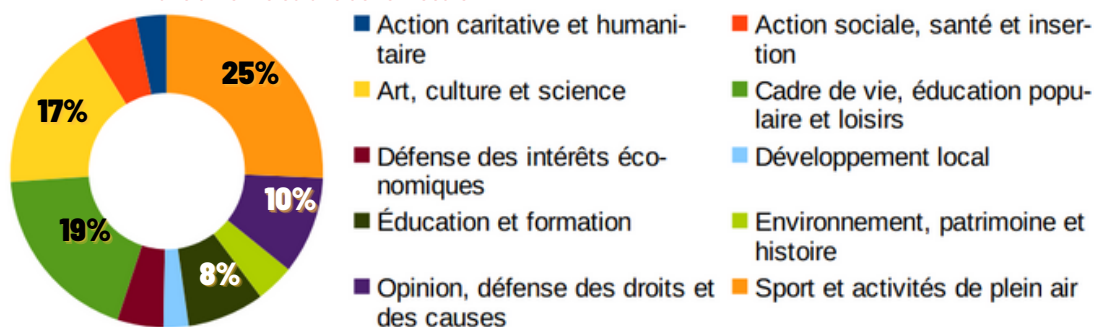 25%
17%
10%
19%
8%
Action caritative et humani-
taire
Action sociale, santé et inser-
tion
Art, culture et science
Cadre de vie, éducation popu-
laire et loisirs
Défense des intérêts éco-
nomiques
Développement local
Éducation et formation
Environnement, patrimoine et
histoire
Opinion, défense des droits et
des causes
Sport et activités de plein air